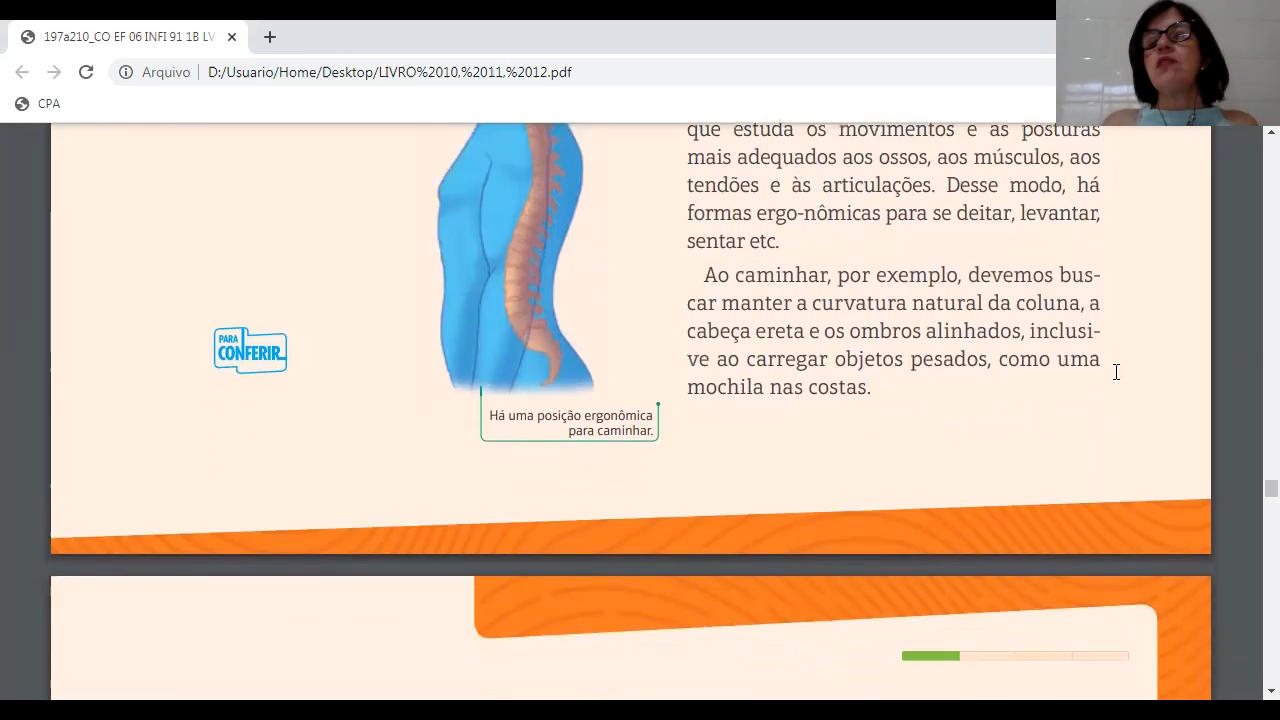 197a210_CO EF 06 INFI 91 1B LV
Arquivo
D:/Usuario/Home/Desktop/LIVRO%2010,%2011,%2012.pdf
CPA
que estuda os movimentos e as posturas
mais adequados aos ossos, aos músculos, aos
tendões e às articulações. Desse modo, há
formas ergo-nômicas para se deitar, levantar,
sentar etc.
Ao caminhar, por exemplo, devemos bus-
car manter a curvatura natural da coluna, a
cabeça ereta e os ombros alinhados, inclusi-
ve ao carregar objetos pesados, como uma
mochila nas costas.
PARA
CONFERIR
Há uma posição ergonômica
para caminhar.